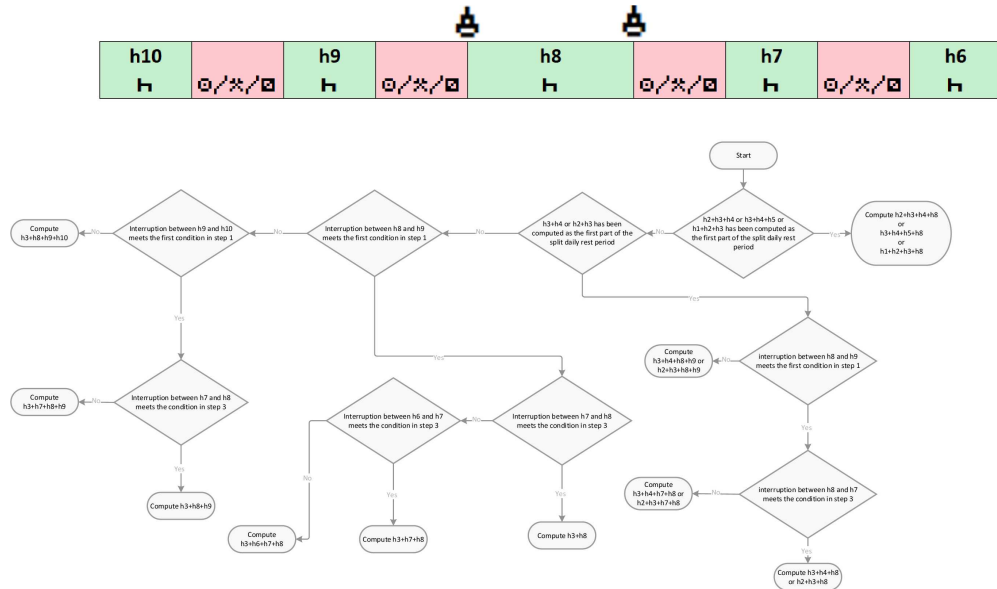 h10
h9
h8
h7
h6
Start
h2+h3+h4 or h3+h4+h5 or
h1+h2+h3 has been
computed as the first part of
the split daily rest
period
Yes
Compute h2+h3+h4+h8
or
h3+h4+h5+h8
or
h1+h2+h3+h8
No
h3+h4 or h2+h3 has been
computed as the first part of the
split daily rest period
No
Interruption between h8 and h9
meets the first condition in step 1
No
Interruption between h9 and h10
meets the first condition in step 1
No
Compute
h3+h8+h9+h10
Yes
Yes
Yes
interruption between h8 and h9
meets the first condition in step 1
No
Compute
h3+h4+h8+h9 or
h2+h3+h8+h9
Interruption between h7 and h8
meets the condition in step 3
No
Compute
h3+h7+h8+h9
Interruption between h6 and h7
meets the condition in step 3
No
Interruption between h7 and h8
meets the condition in step 3
Yes
Yes
No
Yes
Yes
interruption between h8 and h7
meets the condition in step 3
No
Compute
h3+h4+h7+h8 or
h2+h3+h7+h8
Compute h3+h8+h9
Compute
h3+h6+h7+h8
Compute h3+h7+h8
Compute h3+h8
Yes
Compute h3+h4+h8
or h2+h3+h8